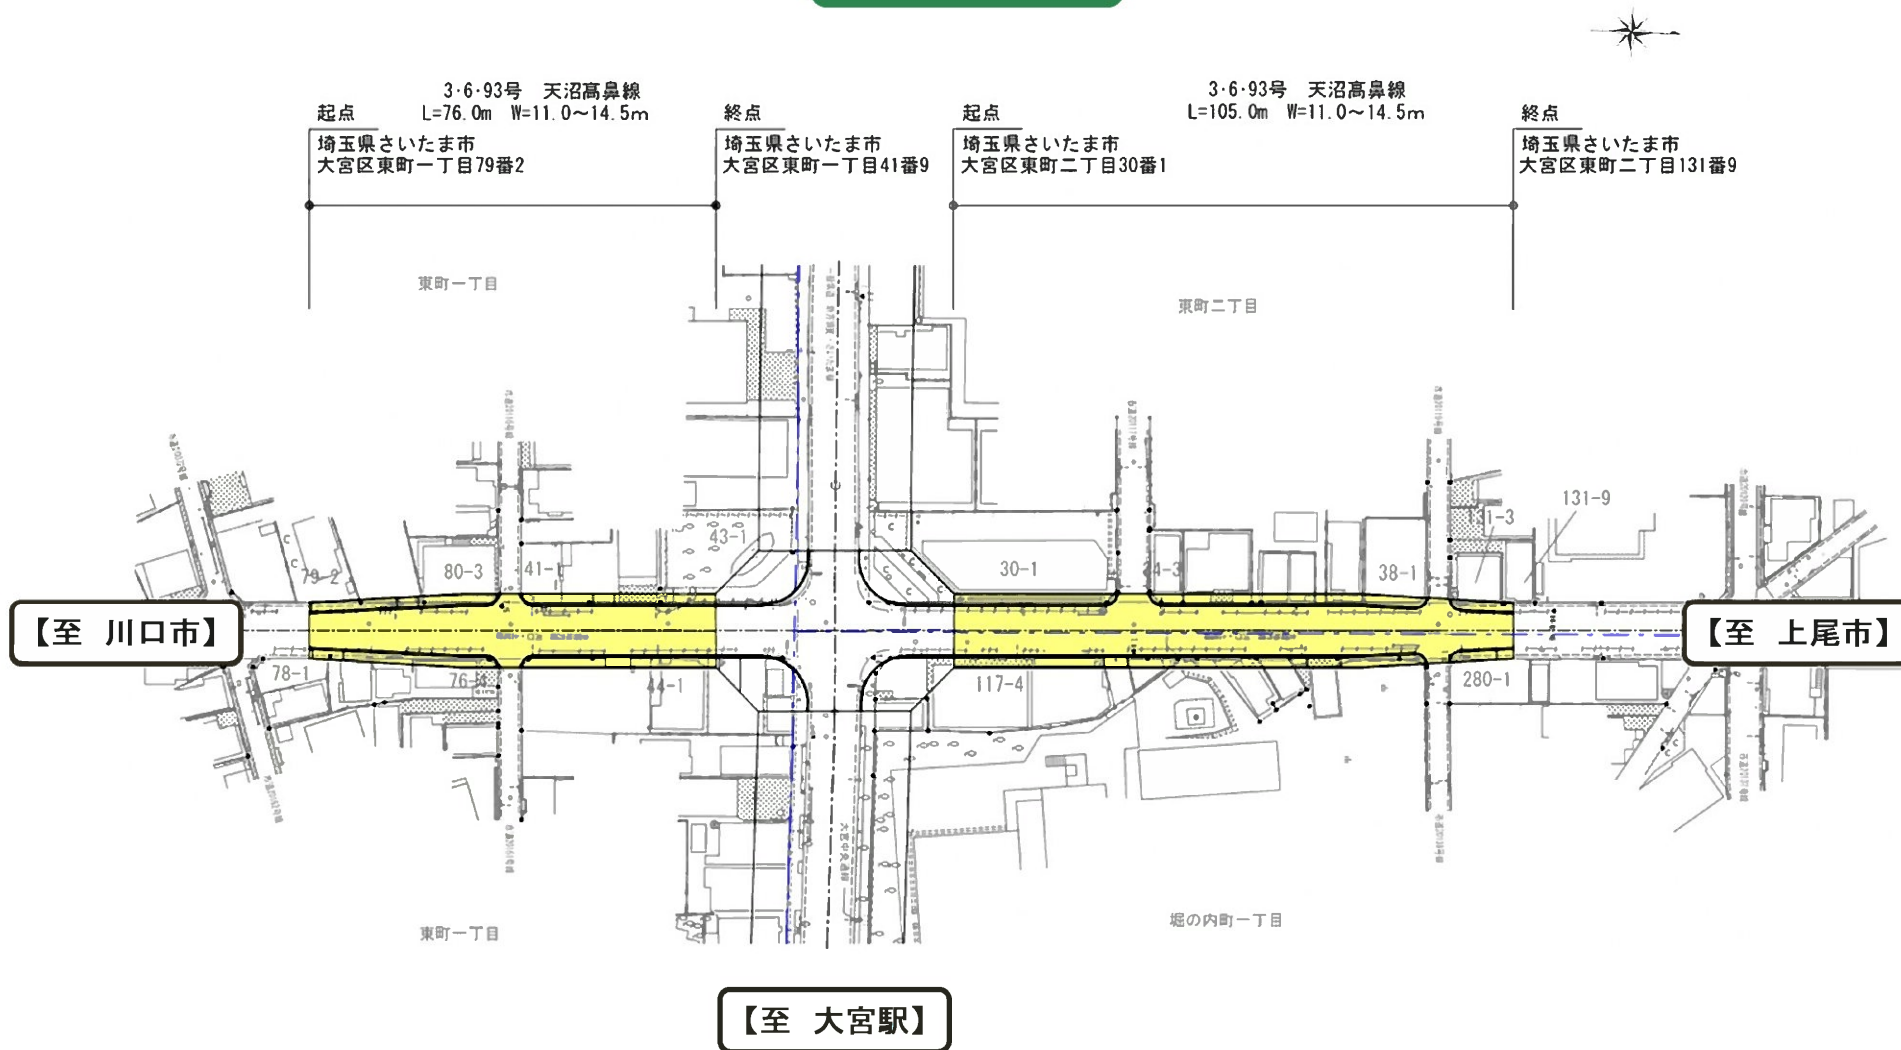 3・6・93号 天沼高鼻線
L=76.0m W=11.0～14.5m
起点
埼玉県さいたま市
大宮区東町一丁目79番2
終点
埼玉県さいたま市
大宮区東町一丁目41番9
3・6・93号 天沼高鼻線
L=105.0m W=11.0～14.5m
起点
埼玉県さいたま市
大宮区東町二丁目30番1
終点
埼玉県さいたま市
大宮区東町二丁目131番9
東町一丁目
東町二丁目
131-9
43-1
79-2
80-3
41-1
30-1
38-1
【至 川口市】
【至 上尾市】
78-1
44-1
117-4
280-1
大宮中央通線
東町一丁目
堀の内町一丁目
【至 大宮駅】